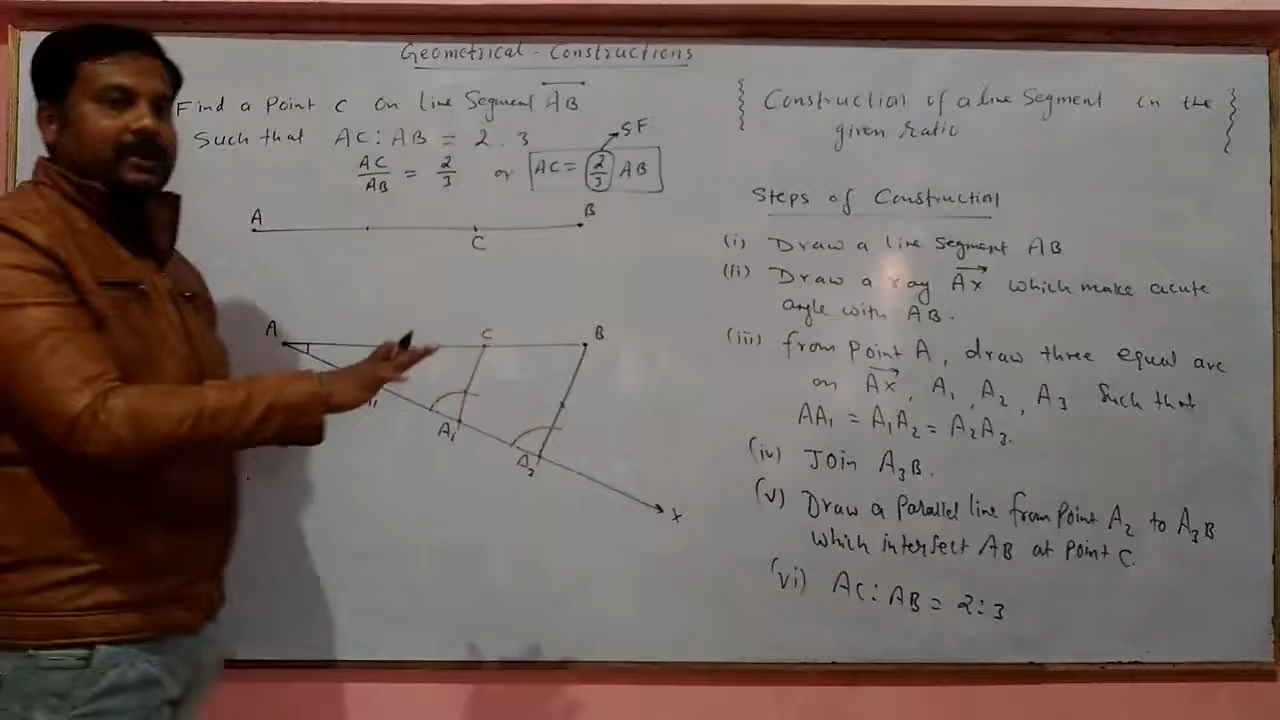 Geometrical - Constructions
Find a Point C on line Segment AB
Such that AC : AB = 2 . 3
AC/AB = 2/3 or AC = 2/3 AB
SF
A B
C
A C B
A1
A3
X
{ Construction of a line Segment in the }
given ratio
Steps of Construction
(i) Draw a line segment AB
(ii) Draw a ray AX which make acute
angle with AB.
(iii) from point A, draw three equal arc
on AX, A1, A2, A3 Such that
AA1 = A1A2 = A2A3.
(iv) Join A3B.
(v) Draw a Parallel line from Point A2 to A3B
which intersect AB at point C.
(vi) AC : AB = 2 : 3